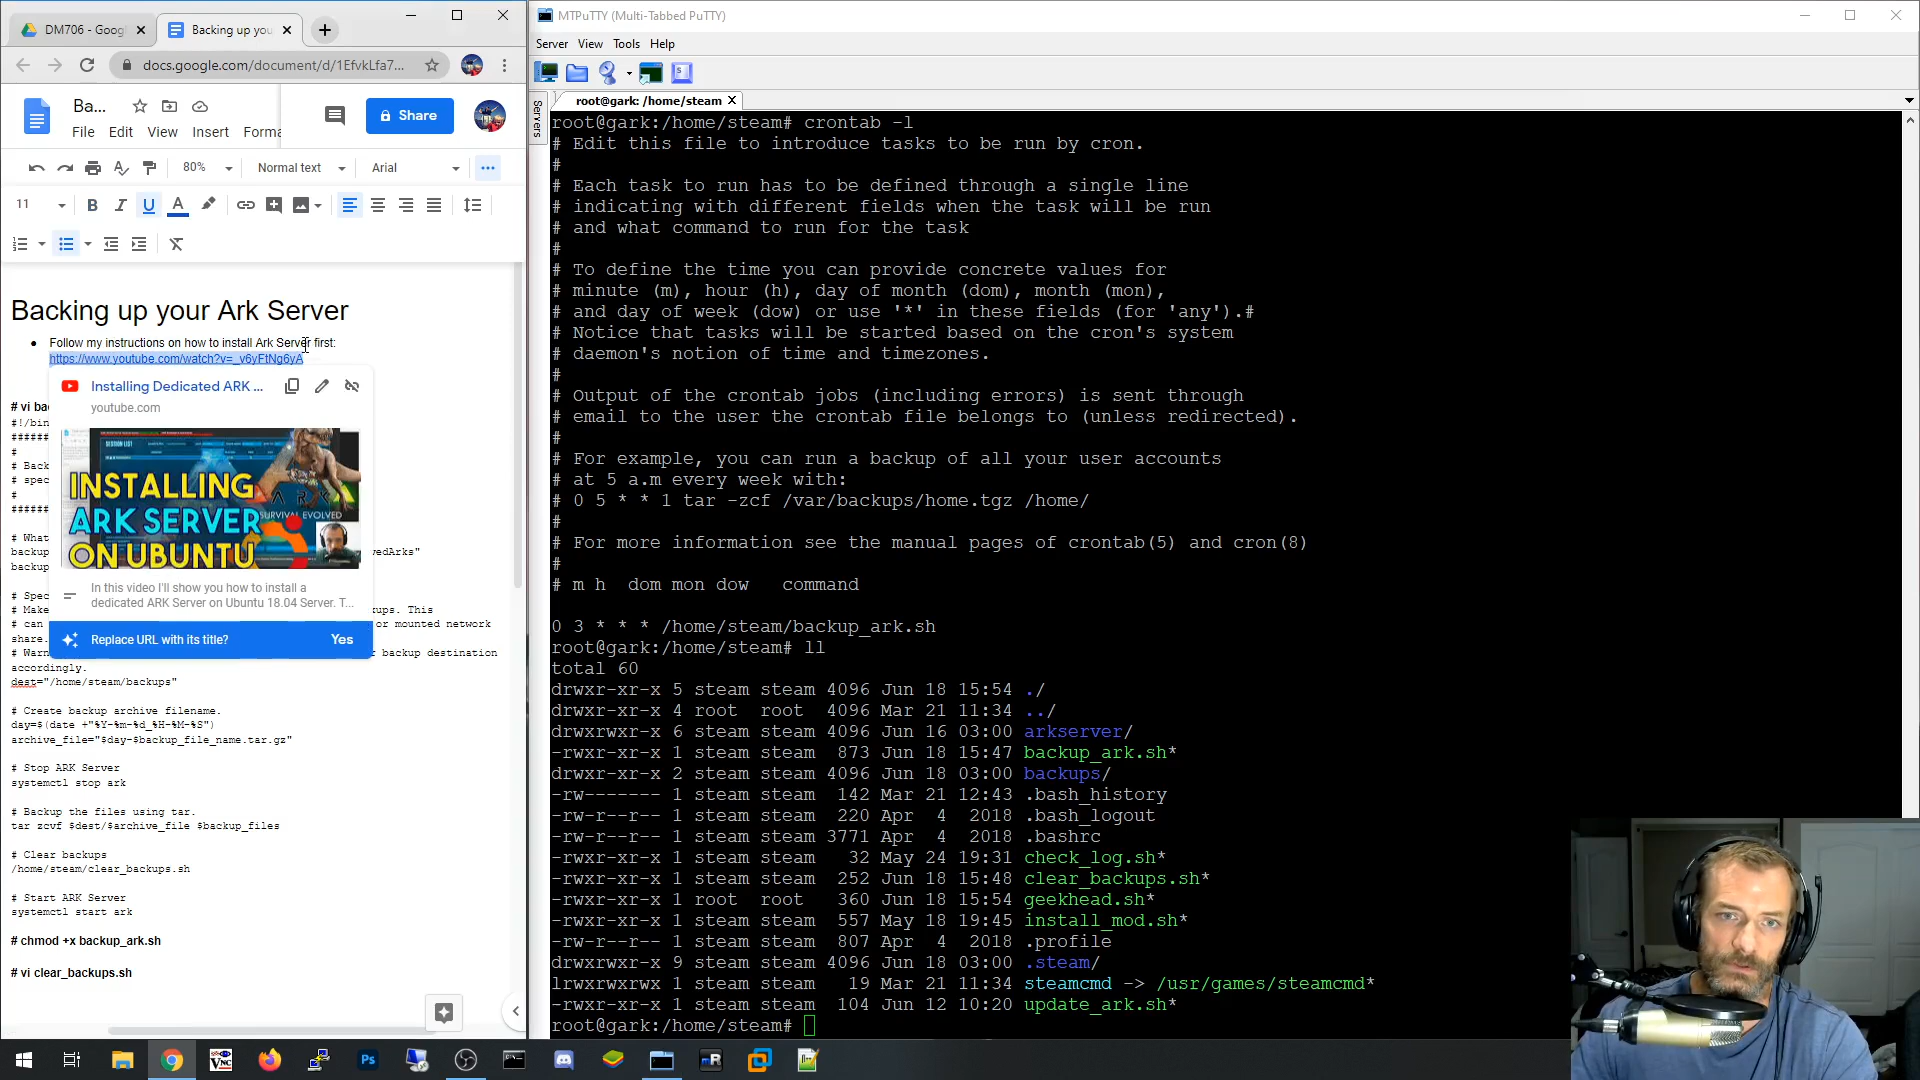 DM706 - Goog
Backing up you
docs.google.com/document/d/1EfvkLfa7...
Ba...
File Edit View Insert Forma
Share
80% Normal text Arial
11
Backing up your Ark Server
Follow my instructions on how to install Ark Server first:
https://www.youtube.com/watch?v=_v6yFtNg6yA
Installing Dedicated ARK ...
youtube.com
# vi bac
#!/bin
######
#
# Back
# spec
#
######
INSTALLING
ARK SERVER
ON UBUNTU
SESSION LIST
ARK
SURVIVAL EVOLVED
# What
backup
vedArks"
backup
In this video I'll show you how to install a
dedicated ARK Server on Ubuntu 18.04 Server. T...
# Spec
# Make
kups. This
# can
or mounted network
share.
Replace URL with its title?
Yes
# Warn
backup destination
accordingly.
dest="/home/steam/backups"
# Create backup archive filename.
day=$(date +"%Y-%m-%d_%H-%M-%S")
archive_file="$day-$backup_file_name.tar.gz"
# Stop ARK Server
systemctl stop ark
# Backup the files using tar.
tar zcvf $dest/$archive_file $backup_files
# Clear backups
/home/steam/clear_backups.sh
# Start ARK Server
systemctl start ark
# chmod +x backup_ark.sh
# vi clear_backups.sh
MTPuTTY (Multi-Tabbed PuTTY)
Server View Tools Help
Servers
root@gark: /home/steam
root@gark:/home/steam# crontab -l
# Edit this file to introduce tasks to be run by cron.
#
# Each task to run has to be defined through a single line
# indicating with different fields when the task will be run
# and what command to run for the task
#
# To define the time you can provide concrete values for
# minute (m), hour (h), day of month (dom), month (mon),
# and day of week (dow) or use '*' in these fields (for 'any').#
# Notice that tasks will be started based on the cron's system
# daemon's notion of time and timezones.
#
# Output of the crontab jobs (including errors) is sent through
# email to the user the crontab file belongs to (unless redirected).
#
# For example, you can run a backup of all your user accounts
# at 5 a.m every week with:
# 0 5 * * 1 tar -zcf /var/backups/home.tgz /home/
#
# For more information see the manual pages of crontab(5) and cron(8)
#
# m h  dom mon dow   command
0 3 * * * /home/steam/backup_ark.sh
root@gark:/home/steam# ll
total 60
drwxr-xr-x 5 steam steam 4096 Jun 18 15:54 ./
drwxr-xr-x 4 root  root  4096 Mar 21 11:34 ../
drwxrwxr-x 6 steam steam 4096 Jun 16 03:00 arkserver/
-rwxr-xr-x 1 steam steam  873 Jun 18 15:47 backup_ark.sh*
drwxr-xr-x 2 steam steam 4096 Jun 18 03:00 backups/
-rw------- 1 steam steam  142 Mar 21 12:43 .bash_history
-rw-r--r-- 1 steam steam  220 Apr  4  2018 .bash_logout
-rw-r--r-- 1 steam steam 3771 Apr  4  2018 .bashrc
-rwxr-xr-x 1 steam steam   32 May 24 19:31 check_log.sh*
-rwxr-xr-x 1 steam steam  252 Jun 18 15:48 clear_backups.sh*
-rwxr-xr-x 1 root  root   360 Jun 18 15:54 geekhead.sh*
-rwxr-xr-x 1 steam steam  557 May 18 19:45 install_mod.sh*
-rw-r--r-- 1 steam steam  807 Apr  4  2018 .profile
drwxrwxr-x 9 steam steam 4096 Jun 18 03:00 .steam/
lrwxrwxrwx 1 steam steam   19 Mar 21 11:34 steamcmd -> /usr/games/steamcmd*
-rwxr-xr-x 1 steam steam  104 Jun 12 10:20 update_ark.sh*
root@gark:/home/steam#
VNC
Ps
mR